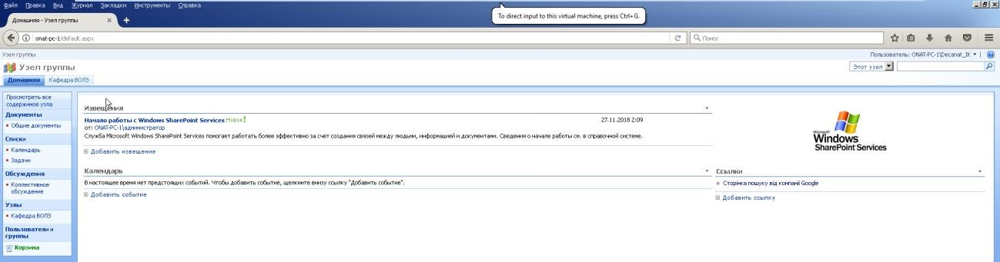 Файл Правка Вид Журнал Закладки Инструменты Справка
To direct input to this virtual machine, press Ctrl+G.
Домашняя - Узел группы
onat-pc-1/default.aspx
Поиск
Узел группы
Пользователь: ONAT-PC-1\Decanat_IK
Узел группы
Этот узел
Домашняя Кафедра ВОЛЗ
Просмотреть все
содержимое узла
Документы
Общие документы
Списки
Календарь
Задачи
Обсуждения
Коллективное
обсуждение
Узлы
Кафедра ВОЛЗ
Пользователи и
группы
Корзина
Извещения
Начало работы с Windows SharePoint Services Новое! 27.11.2018 2:09
от: ONAT-PC-1\администратор
Служба Microsoft Windows SharePoint Services помогает работать более эффективно за счет создания связей между людьми, информацией и документами. Сведения о начале работы см. в справочной системе.
Добавить извещение
Календарь
В настоящее время нет предстоящих событий. Чтобы добавить событие, щелкните внизу ссылку "Добавить событие".
Добавить событие
Microsoft
Windows
SharePoint Services
Ссылки
Сторінка пошуку від компанії Google
Добавить ссылку